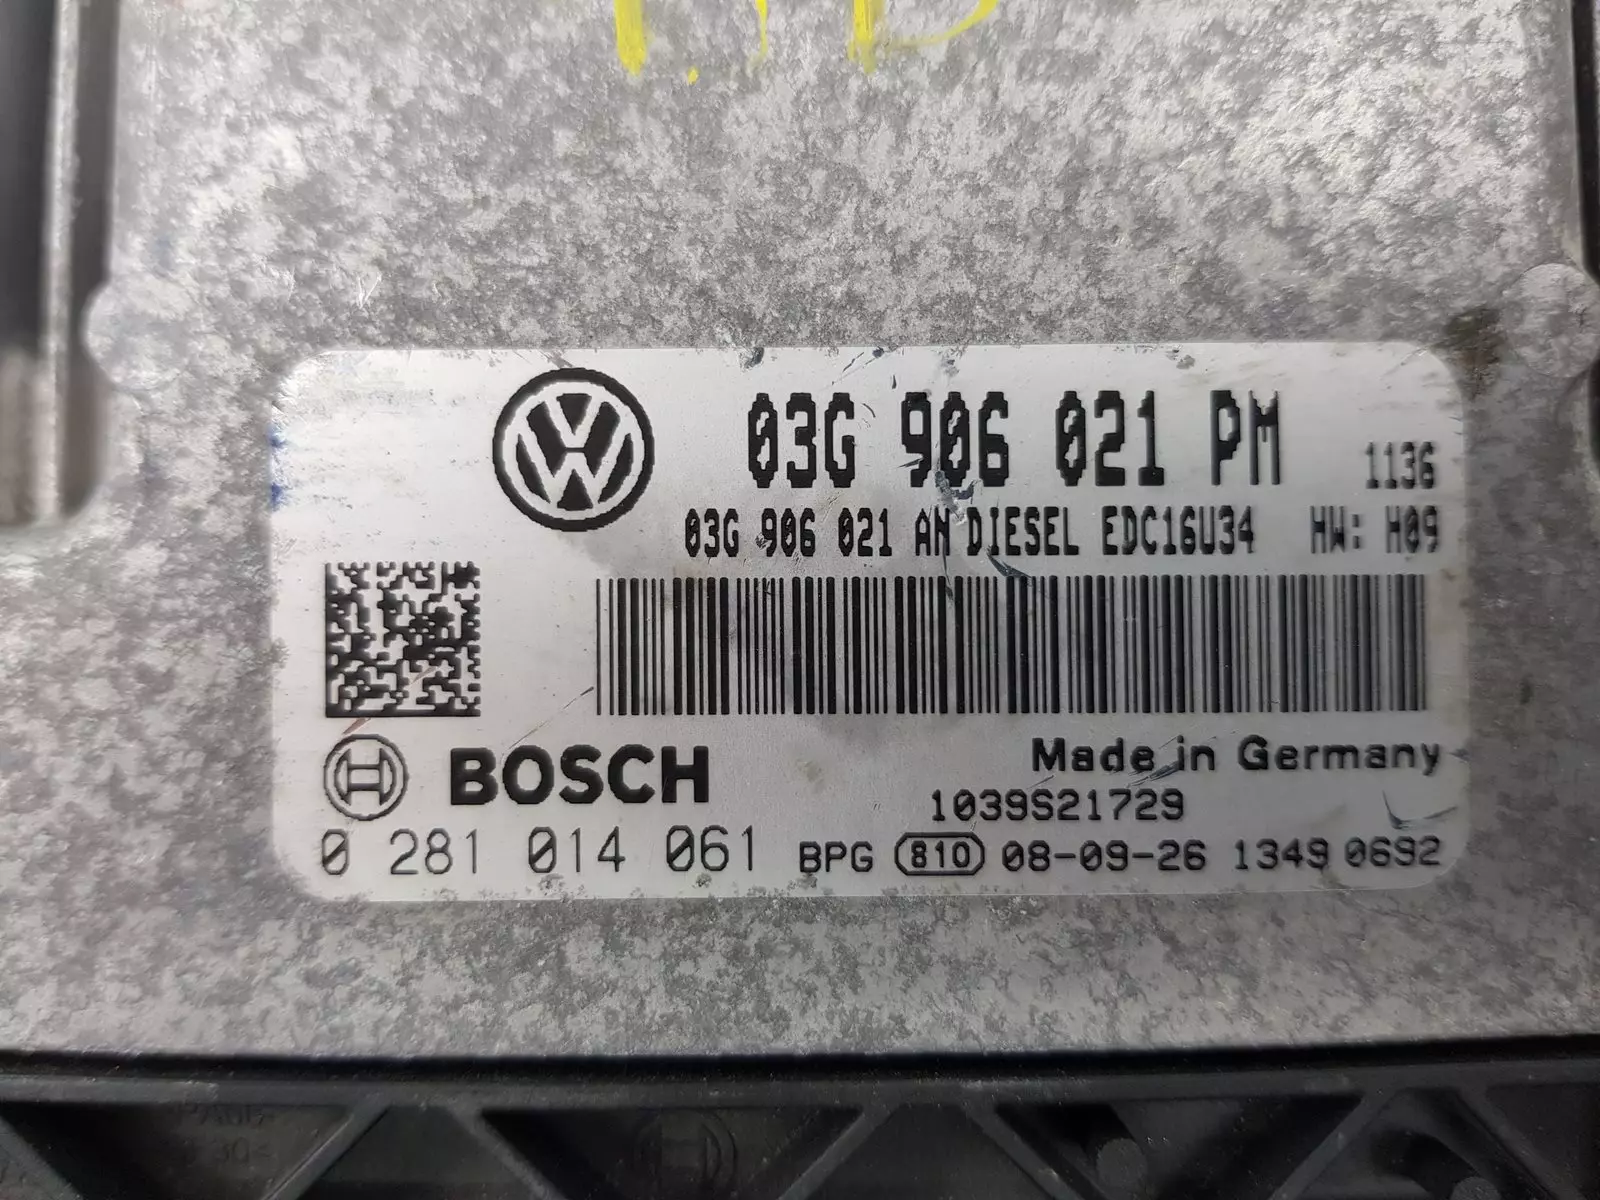 03G 906 021 PM 1136
03G 906 021 AN DIESEL EDC16U34 HW: H09
BOSCH
Made in Germany
1039S21729
0 281 014 061 BPG 810 08-09-26 1349 0692